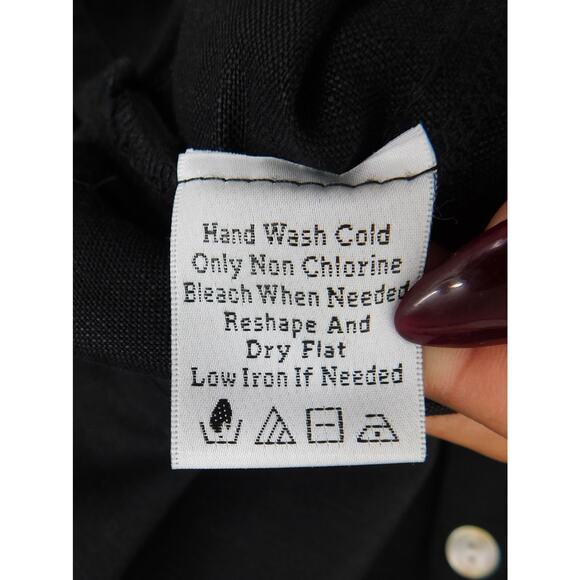 Hand Wash Cold
Only Non Chlorine
Bleach When Needed
Reshape And
Dry Flat
Low Iron If Needed